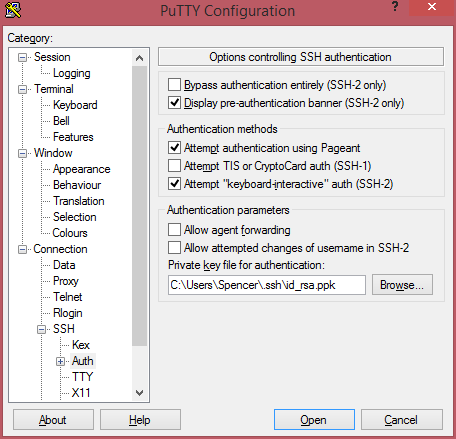 PuTTY Configuration
?
Category:
Session
Logging
Terminal
Keyboard
Bell
Features
Window
Appearance
Behaviour
Translation
Selection
Colours
Connection
Data
Proxy
Telnet
Rlogin
SSH
Kex
Auth
TTY
X11
Options controlling SSH authentication
Bypass authentication entirely (SSH-2 only)
Display pre-authentication banner (SSH-2 only)
Authentication methods
Attempt authentication using Pageant
Attempt TIS or CryptoCard auth (SSH-1)
Attempt "keyboard-interactive" auth (SSH-2)
Authentication parameters
Allow agent forwarding
Allow attempted changes of username in SSH-2
Private key file for authentication:
C:\Users\Spencer\.ssh\id_rsa.ppk
Browse...
About
Help
Open
Cancel